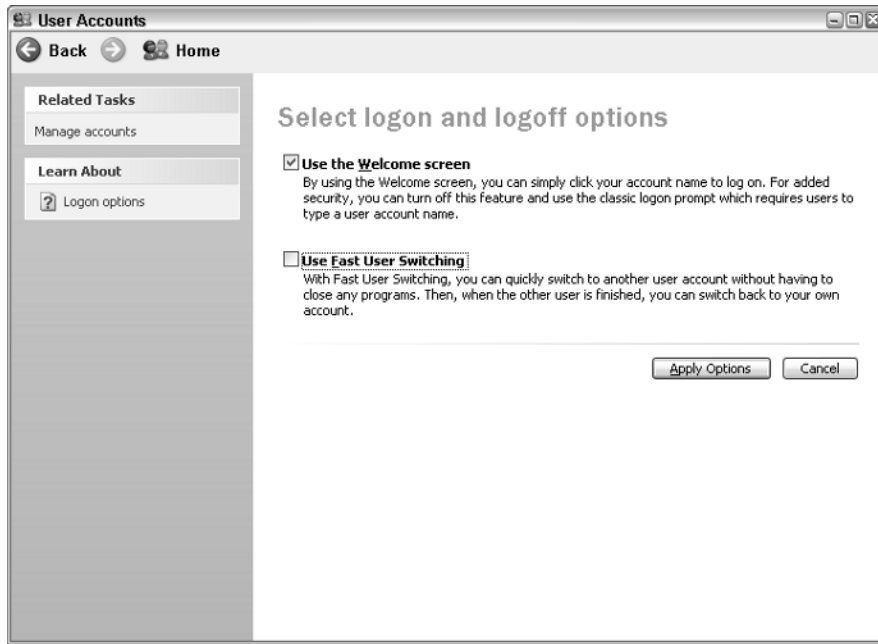 User Accounts
Back Home
Related Tasks
Manage accounts
Learn About
Logon options
Select logon and logoff options
Use the Welcome screen
By using the Welcome screen, you can simply click your account name to log on. For added
security, you can turn off this feature and use the classic logon prompt which requires users to
type a user account name.
Use Fast User Switching
With Fast User Switching, you can quickly switch to another user account without having to
close any programs. Then, when the other user is finished, you can switch back to your own
account.
Apply Options Cancel